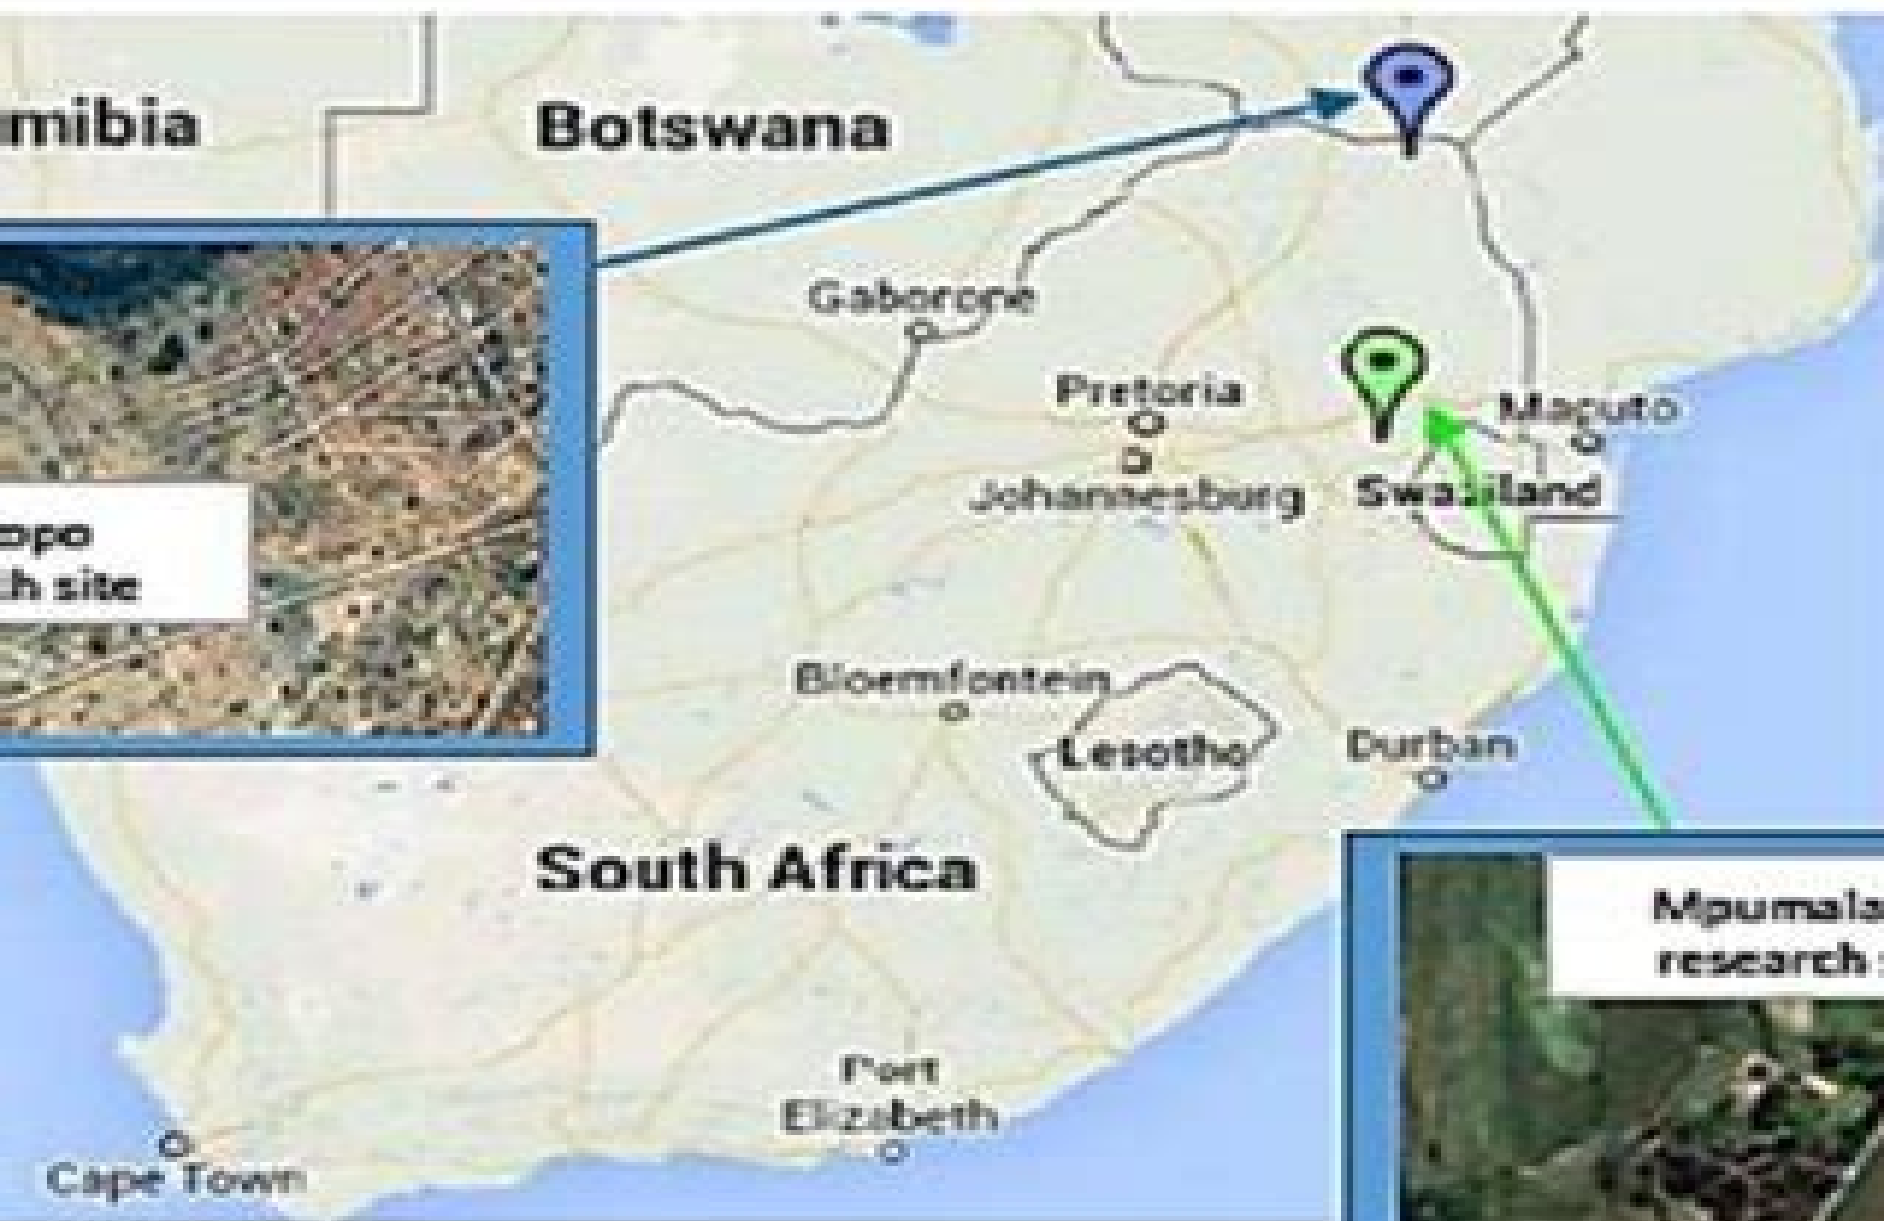 mibia
Botswana
Gaborone
Pretoria
Maputo
Johannesburg
Swaziland
opo
h site
Bloemfontein
Lesotho
Durban
South Africa
Mpumala
research
Port
Elizabeth
Cape Town